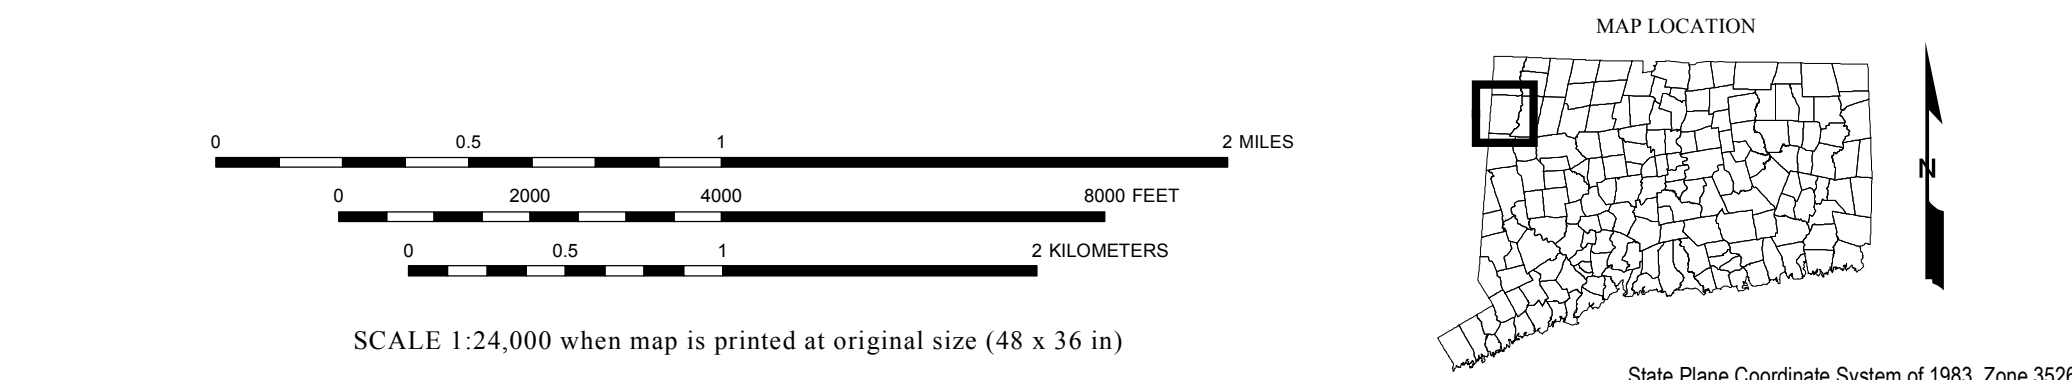 MAP LOCATION
0 0.5 1 2 MILES
0 2000 4000 8000 FEET
0 0.5 1 2 KILOMETERS
N
SCALE 1:24,000 when map is printed at original size (48 x 36 in)
State Plane Coordinate System of 1983, Zone 3526